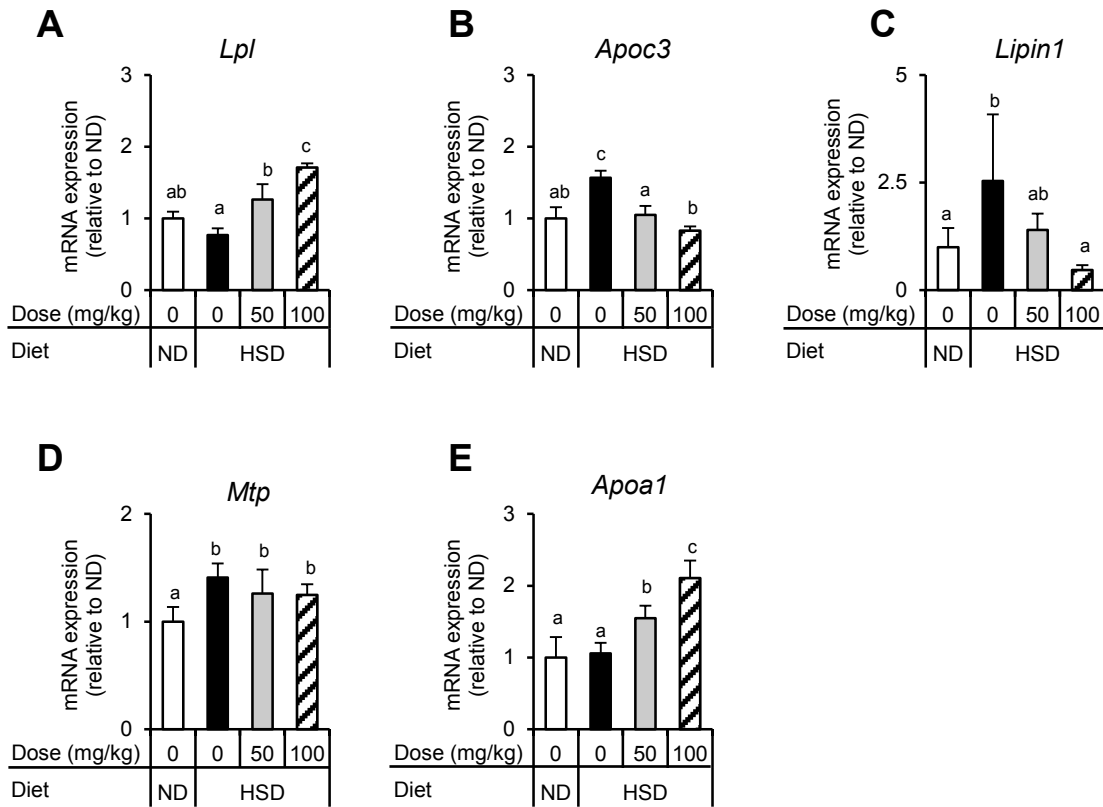 A
Lpl
mRNA expression
(relative to ND)
3
2
1
0
ab
a
b
c
Dose (mg/kg) 0 0 50 100
Diet ND HSD
B
Apoc3
mRNA expression
(relative to ND)
3
2
1
0
ab
c
a
b
Dose (mg/kg) 0 0 50 100
Diet ND HSD
C
Lipin1
mRNA expression
(relative to ND)
5
2.5
0
a
b
ab
a
Dose (mg/kg) 0 0 50 100
Diet ND HSD
D
Mtp
mRNA expression
(relative to ND)
2
1
0
a
b
b
b
Dose (mg/kg) 0 0 50 100
Diet ND HSD
E
Apoa1
mRNA expression
(relative to ND)
3
2
1
0
a
a
b
c
Dose (mg/kg) 0 0 50 100
Diet ND HSD